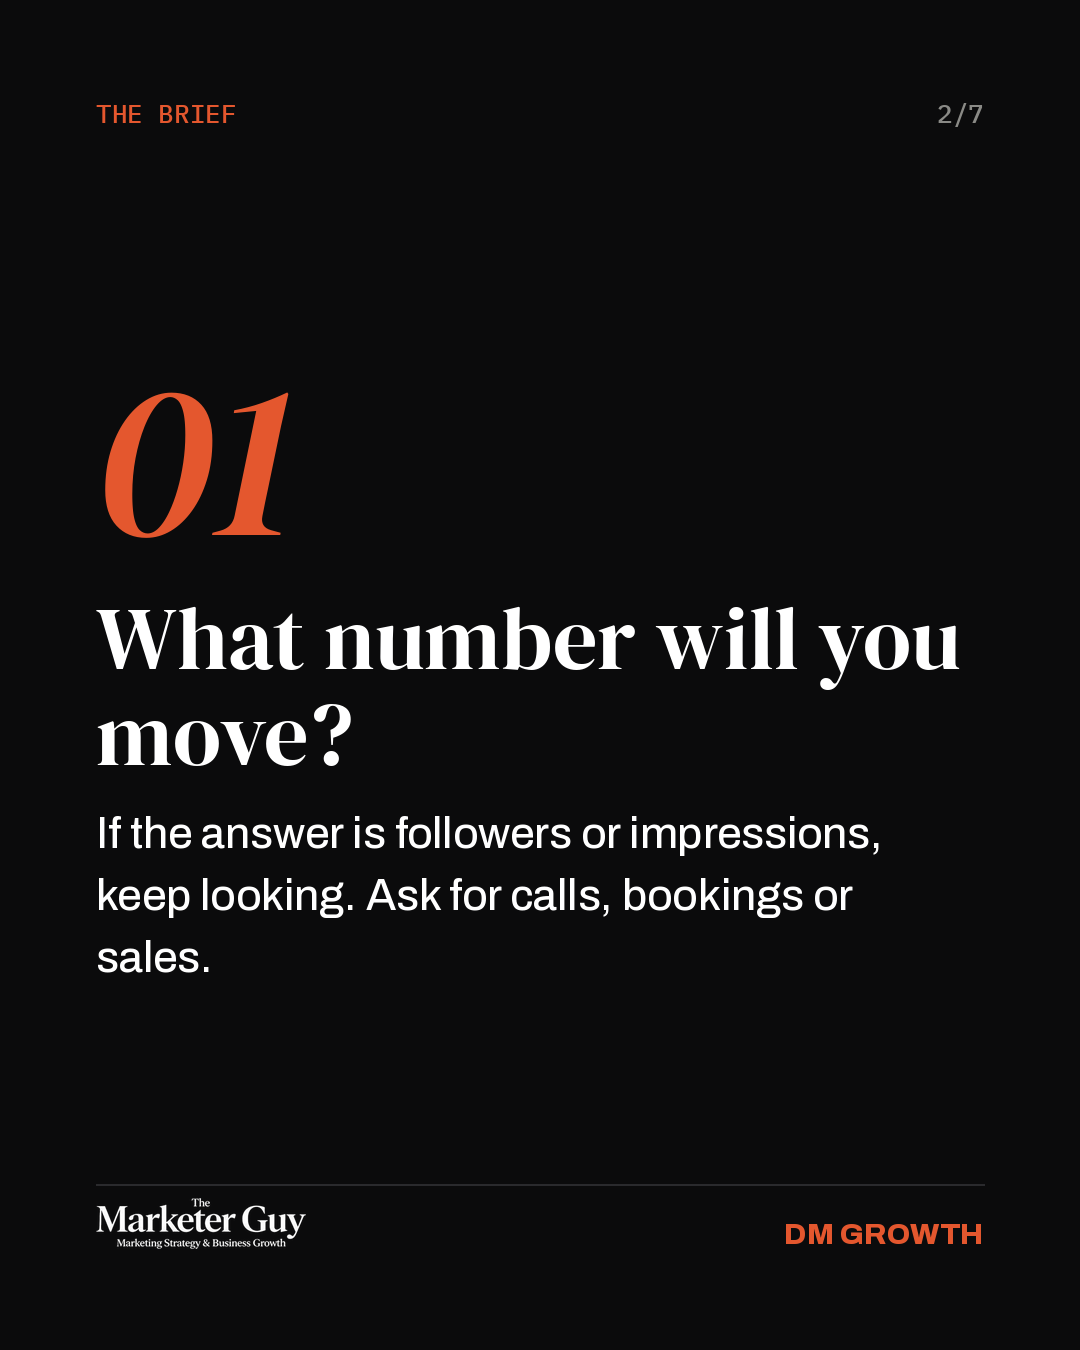 THE BRIEF
2/7
01
What number will you
move?
If the answer is followers or impressions,
keep looking. Ask for calls, bookings or
sales.
The
Marketer Guy
Marketing Strategy & Business Growth
DM GROWTH